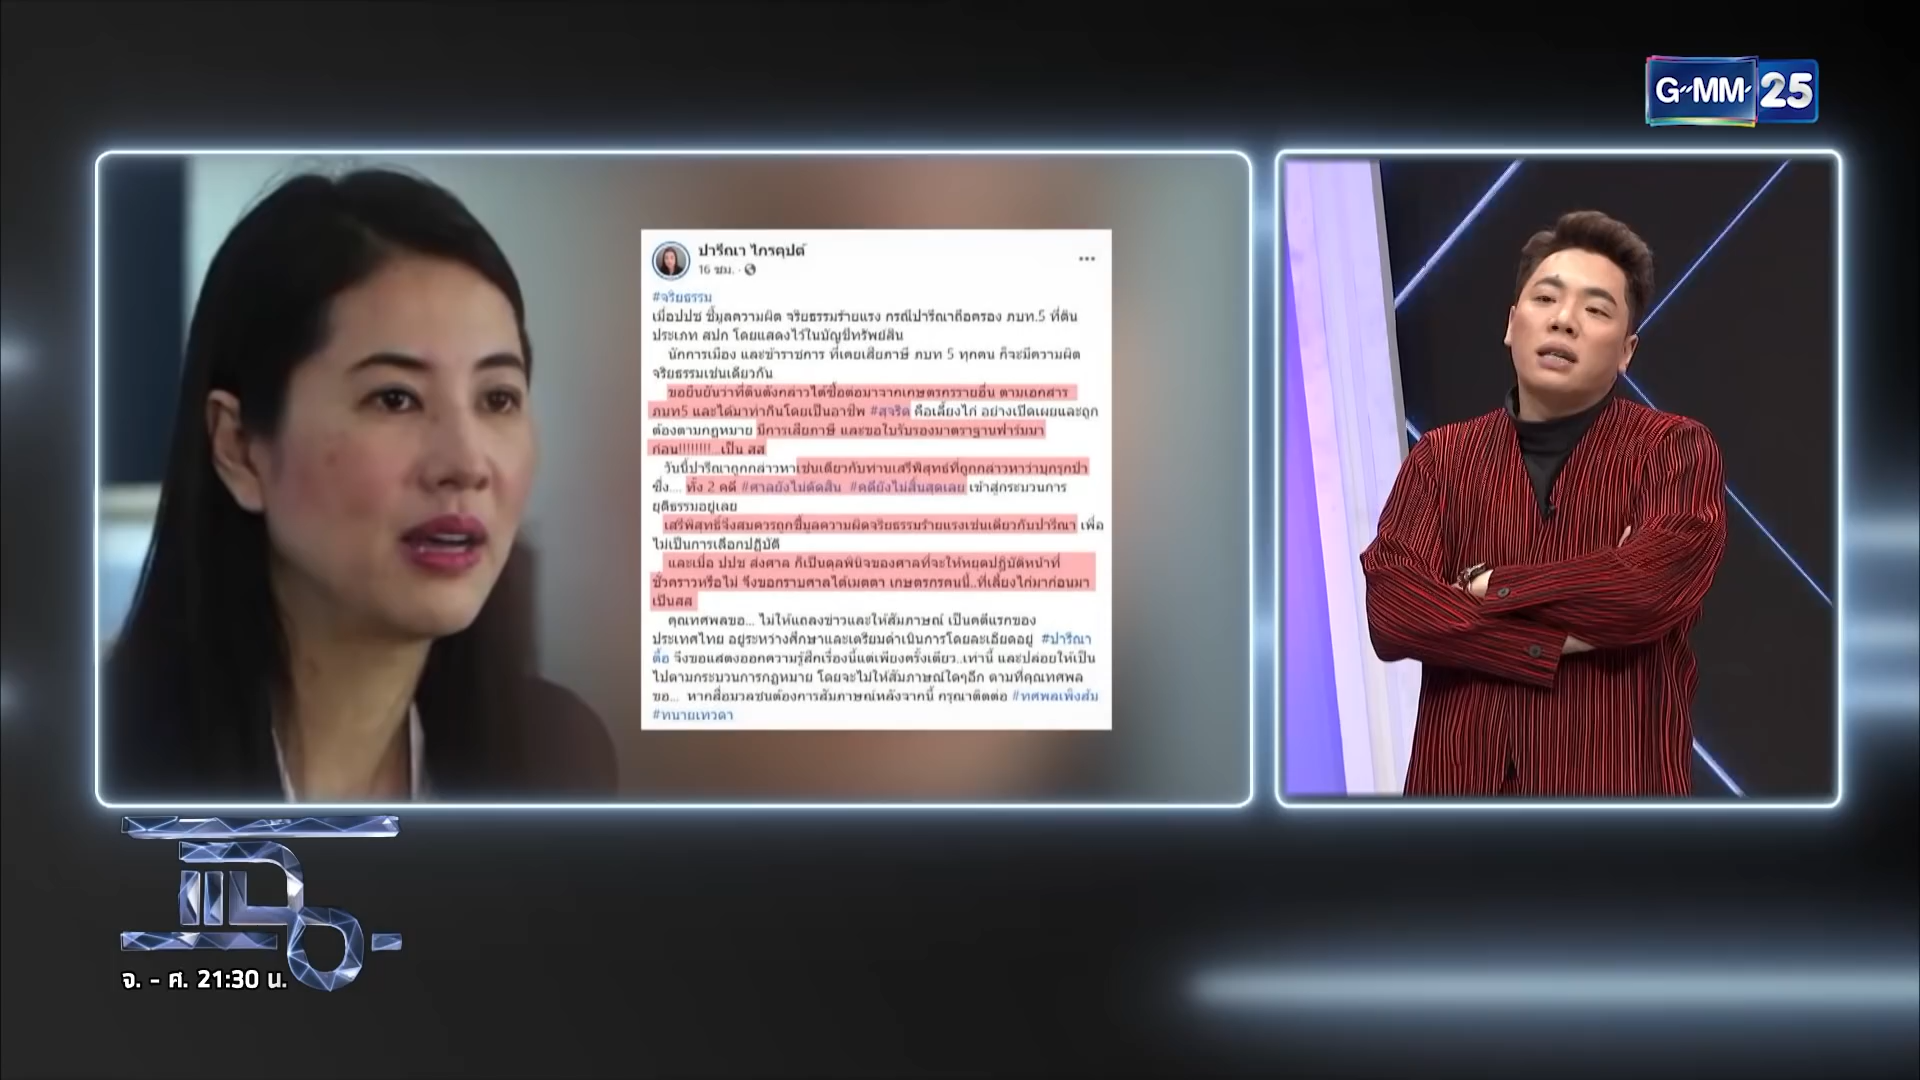 G-MM 25
ปารีณา ไกรคุปต์
16 ชม.
#จริยธรรม
เมื่อปปช ชี้มูลความผิด จริยธรรมร้ายแรง กรณีปารีณาถือครอง ภบท.5 ที่ดิน
ประเภท สปก โดยแสดงไว้ในบัญชีทรัพย์สิน
นักการเมือง และข้าราชการ ที่เคยเสียภาษี ภบท 5 ทุกคน ก็จะมีความผิด
จริยธรรมเช่นเดียวกัน
ขอยืนยันว่าที่ดินดังกล่าวได้ซื้อต่อมาจากเกษตรกรรายอื่น ตามเอกสาร
ภบท5 และได้มาทำกินโดยเป็นอาชีพ #สุจริต คือเลี้ยงไก่ อย่างเปิดเผยและถูก
ต้องตามกฎหมาย มีการเสียภาษี และขอใบรับรองมาตราฐานฟาร์มมา
ก่อน!!!!!!!!!...เป็น สส
วันนี้ปารีณาถูกกล่าวหาเช่นเดียวกับท่านเสรีพิสุทธ์ที่ถูกกล่าวหาว่าบุกรุกป่า
ซึ่ง.... ทั้ง 2 คดี #ศาลยังไม่ตัดสิน #คดียังไม่สิ้นสุดเลย เข้าสู่กระบวนการ
ยุติธรรมอยู่เลย
เสรีพิสุทธิ์จึงสมควรถูกชี้มูลความผิดจริยธรรมร้ายแรงเช่นเดียวกับปารีณา เพื่อ
ไม่เป็นการเลือกปฏิบัติ
และเมื่อ ปปช ส่งศาล ก็เป็นดุลพินิจของศาลที่จะให้หยุดปฏิบัติหน้าที่
ชั่วคราวหรือไม่ จึงขอกราบศาลได้เมตตา เกษตรกรคนนี้..ที่เลี้ยงไก่มาก่อนมา
เป็นสส
คุณทศพลขอ... ไม่ให้แถลงข่าวและให้สัมภาษณ์ เป็นคดีแรกของ
ประเทศไทย อยู่ระหว่างศึกษาและเตรียมดำเนินการโดยละเอียดอยู่ #ปารีณา
ดื้อ จึงขอแสดงออกความรู้สึกเรื่องนี้แต่เพียงครั้งเดียว..เท่านี้ และปล่อยให้เป็น
ไปตามกระบวนการกฎหมาย โดยจะไม่ให้สัมภาษณ์ใดๆอีก ตามที่คุณทศพล
ขอ... หากสื่อมวลชนต้องการสัมภาษณ์หลังจากนี้ กรุณาติดต่อ #ทศพลเพ็งส้ม
#ทนายเทวดา
แฉ
จ. - ศ. 21:30 น.